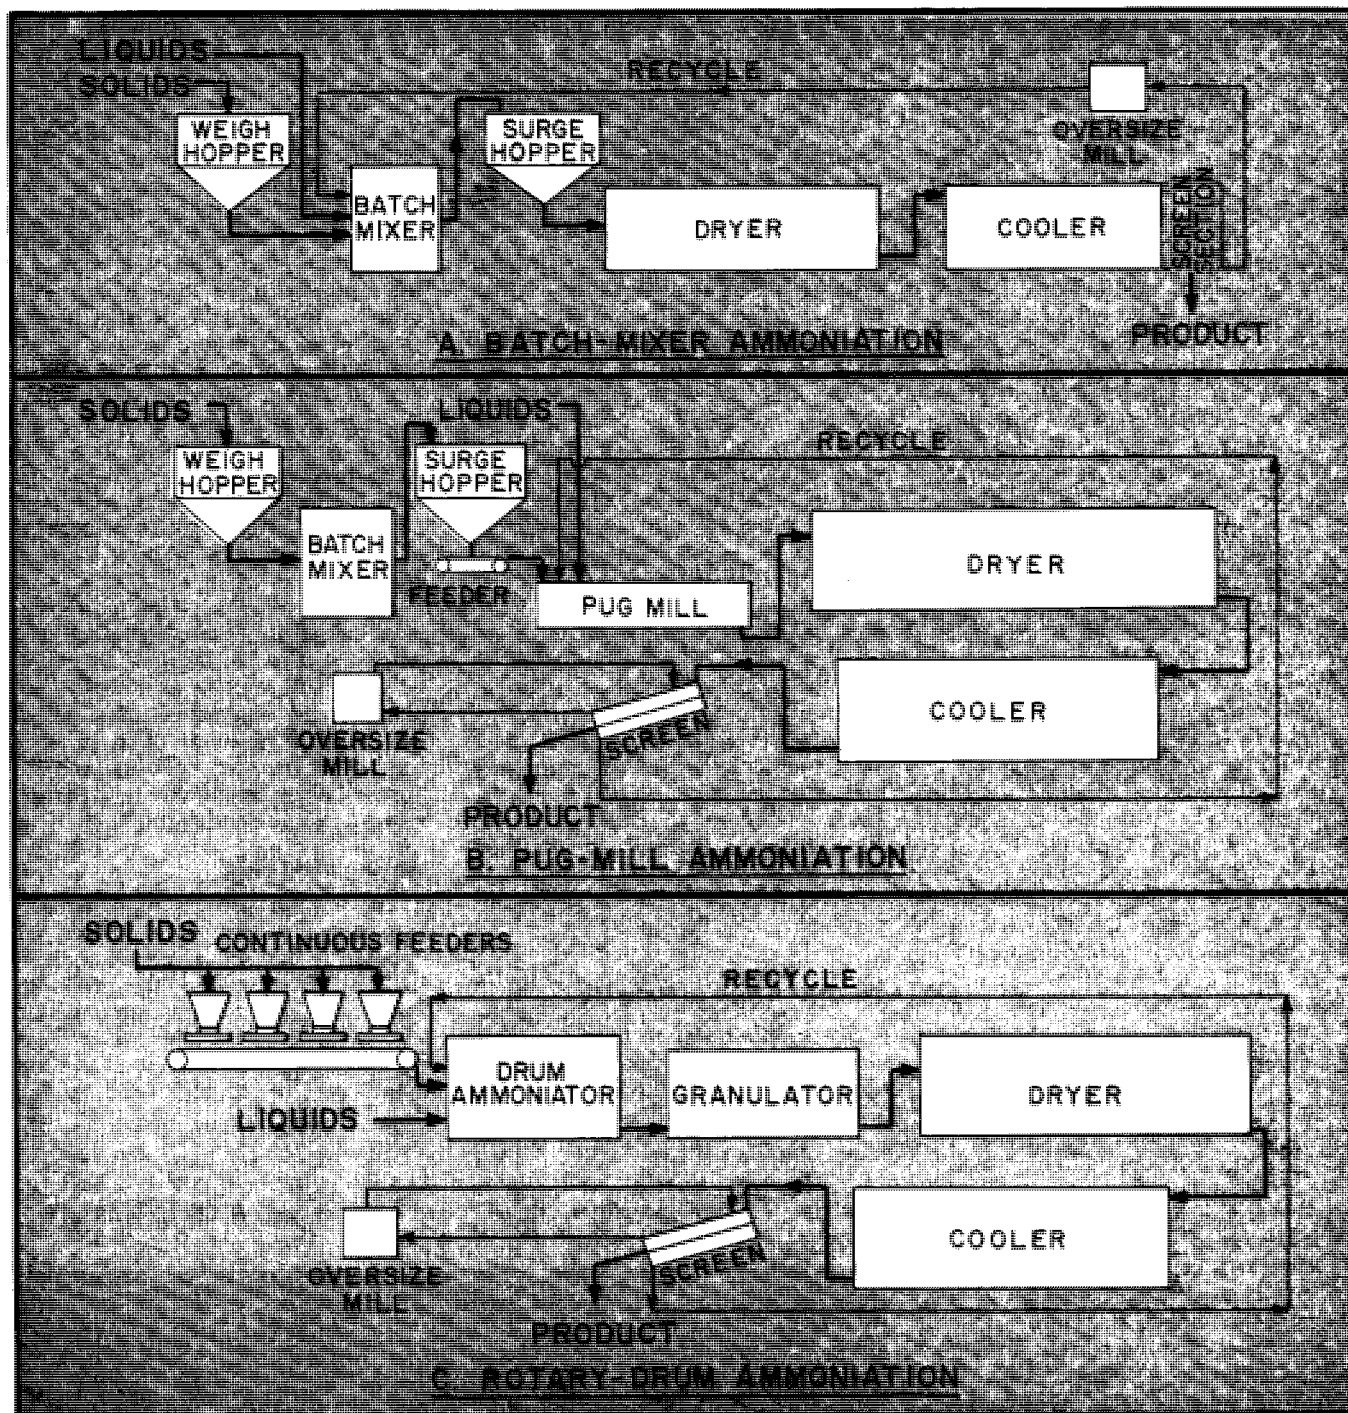 LIQUIDS
SOLIDS
RECYCLE
WEIGH
HOPPER
SURGE
HOPPER
OVERSIZE
MILL
BATCH
MIXER
DRYER
COOLER
SCREEN
SECTION
PRODUCT
A. BATCH-MIXER AMMONIATION
SOLIDS
LIQUIDS
RECYCLE
WEIGH
HOPPER
SURGE
HOPPER
BATCH
MIXER
FEEDER
PUG MILL
DRYER
COOLER
SCREEN
OVERSIZE
MILL
PRODUCT
B. PUG-MILL AMMONIATION
SOLIDS
CONTINUOUS FEEDERS
RECYCLE
DRUM
AMMONIATOR
GRANULATOR
DRYER
LIQUIDS
COOLER
SCREEN
OVERSIZE
MILL
PRODUCT
C. ROTARY-DRUM AMMONIATION